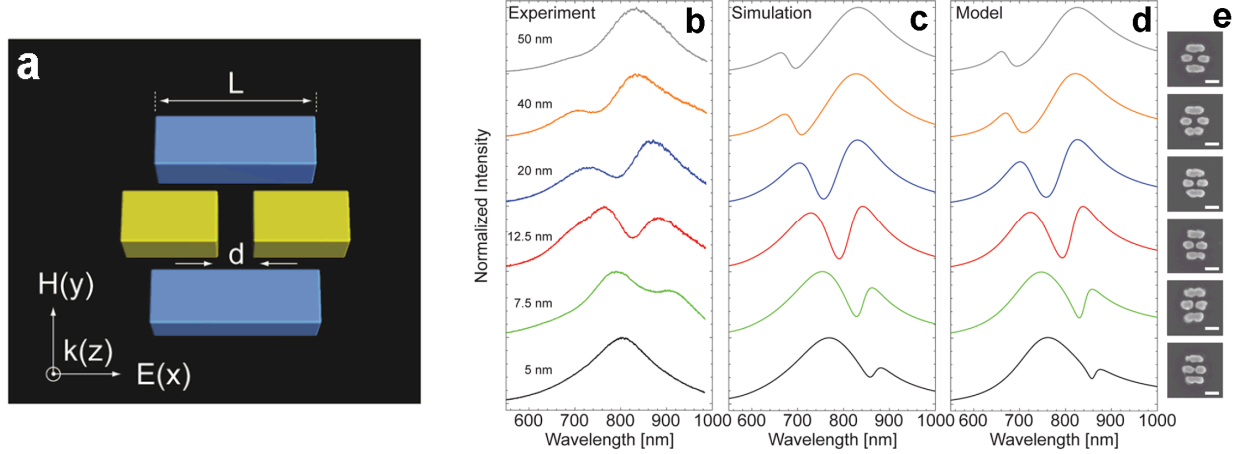 a
L
d
H(y)
k(z)
E(x)
Experiment
b
50 nm
40 nm
20 nm
12.5 nm
7.5 nm
5 nm
Normalized Intensity
600 700 800 900 1000
Wavelength [nm]
Simulation
c
600 700 800 900 1000
Wavelength [nm]
Model
d
600 700 800 900 1000
Wavelength [nm]
e